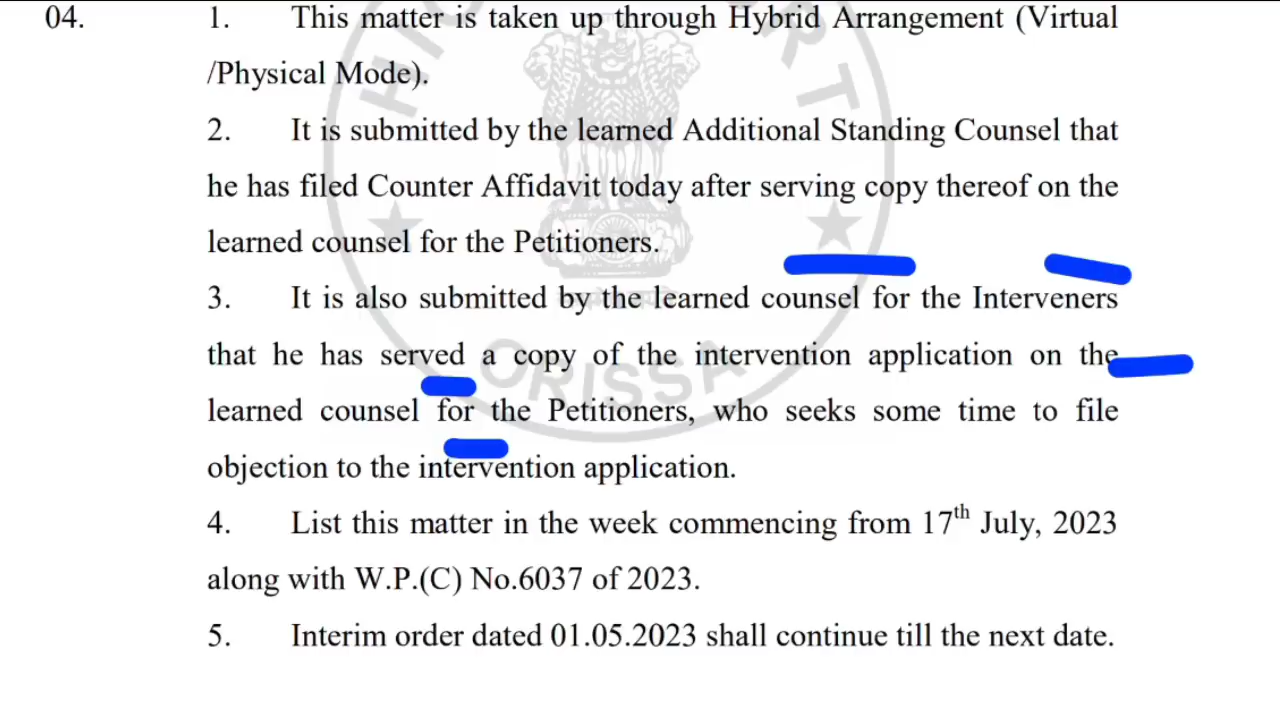 04. 1. This matter is taken up through Hybrid Arrangement (Virtual
/Physical Mode).
2. It is submitted by the learned Additional Standing Counsel that
he has filed Counter Affidavit today after serving copy thereof on the
learned counsel for the Petitioners.
3. It is also submitted by the learned counsel for the Interveners
that he has served a copy of the intervention application on the
learned counsel for the Petitioners, who seeks some time to file
objection to the intervention application.
4. List this matter in the week commencing from 17th July, 2023
along with W.P.(C) No.6037 of 2023.
5. Interim order dated 01.05.2023 shall continue till the next date.
ORISSA